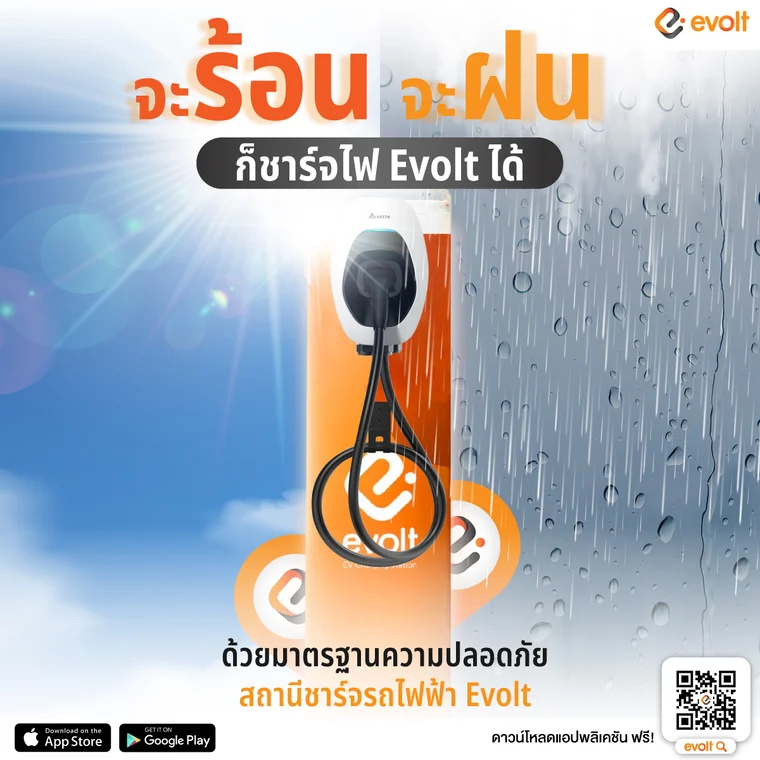 evolt
จะร้อน จะฝน
ก็ชาร์จไฟ Evolt ได้
evolt
EV Charging Station
ด้วยมาตรฐานความปลอดภัย
สถานีชาร์จรถไฟฟ้า Evolt
Download on the
App Store
GET IT ON
Google Play
ดาวน์โหลดแอปพลิเคชัน ฟรี!
evolt